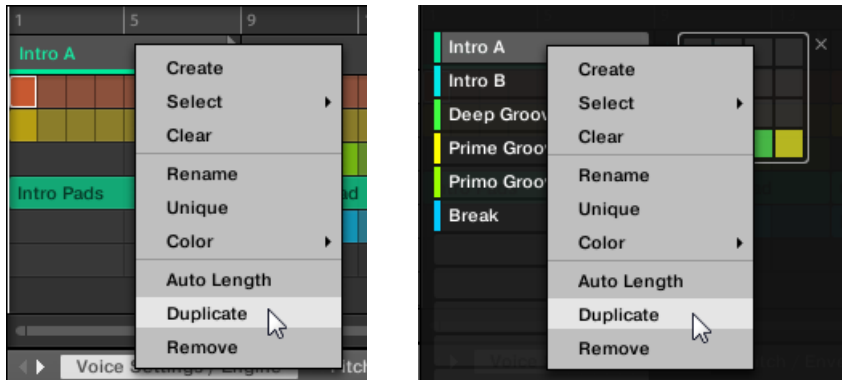 1 5 9
Intro A
Create
Select
Clear
Rename
Unique
Intro Pads
Color
Auto Length
Duplicate
Remove
Voice Settings / Engine
Intro A
Intro B
Deep Groov
Prime Groo
Primo Groo
Break
Create
Select
Clear
Rename
Unique
Color
Auto Length
Duplicate
Remove